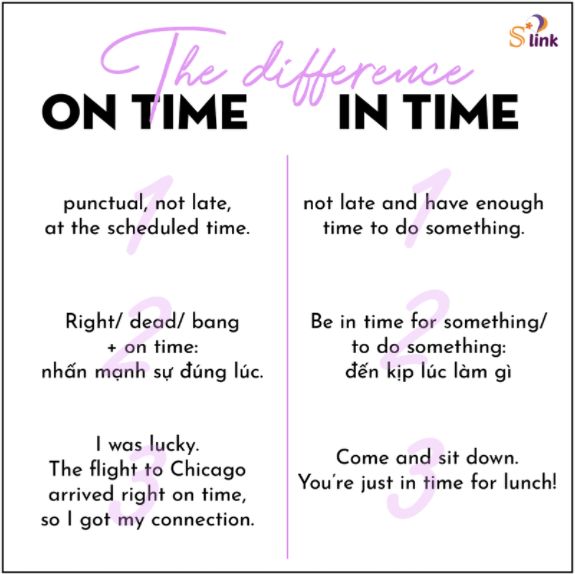 S link
The difference
ON TIME
IN TIME
1
punctual, not late,
at the scheduled time.
1
not late and have enough
time to do something.
2
Right/ dead/ bang
+ on time:
nhấn mạnh sự đúng lúc.
2
Be in time for something/
to do something:
đến kịp lúc làm gì
3
I was lucky.
The flight to Chicago
arrived right on time,
so I got my connection.
3
Come and sit down.
You’re just in time for lunch!